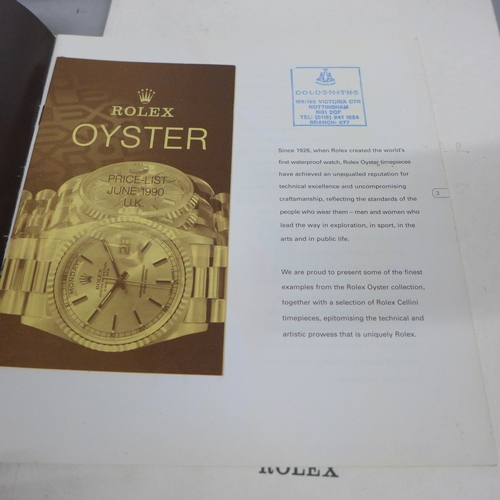 ROLEX
OYSTER
PRICE-LIST
JUNE 1990
U.K.
ROLEX
GOLDSMITHS
VICTORIA CTR
NOTTINGHAM
TEL:
BRANCH: 077
Since 1926, when Rolex created the world's
first waterproof watch, Rolex Oyster timepieces
have achieved an unequalled reputation for
technical excellence and uncompromising
craftsmanship, reflecting the standards of the
people who wear them – men and women who
lead the way in exploration, in sport, in the
arts and in public life.
3
We are proud to present some of the finest
examples from the Rolex Oyster collection,
together with a selection of Rolex Cellini
timepieces, epitomising the technical and
artistic prowess that is uniquely Rolex.
ROLEX